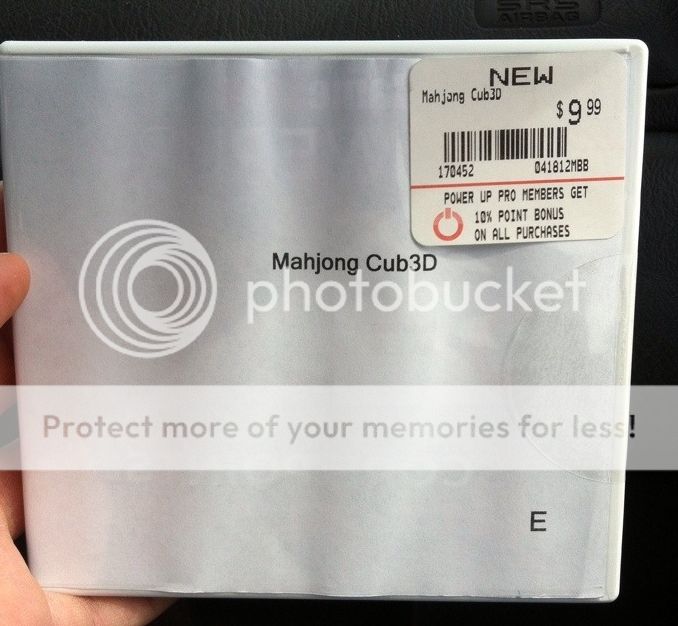 SRS
AIRBAG
NEW
Mahjong Cub3D
$9.99
170452 041812MBB
POWER UP PRO MEMBERS GET
10% POINT BONUS
ON ALL PURCHASES
Mahjong Cub3D
photobucket
Protect more of your memories for less!
E